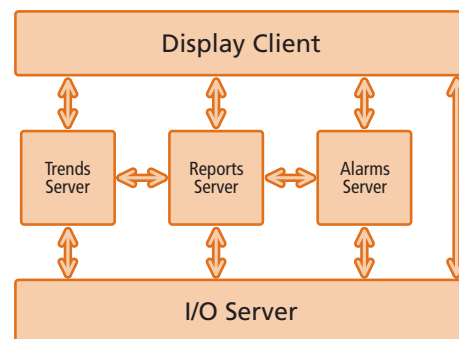 Display Client
Trends
Server
Reports
Server
Alarms
Server
I/O Server